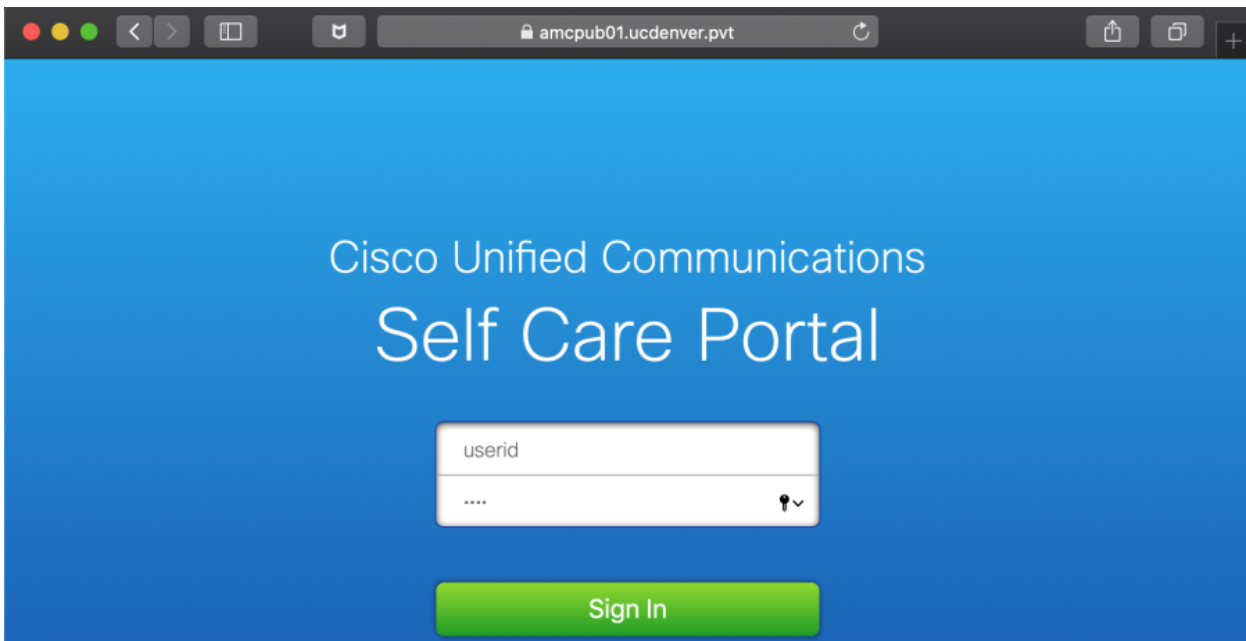 amcpub01.ucdenver.pvt
Cisco Unified Communications
Self Care Portal
userid
••••
Sign In